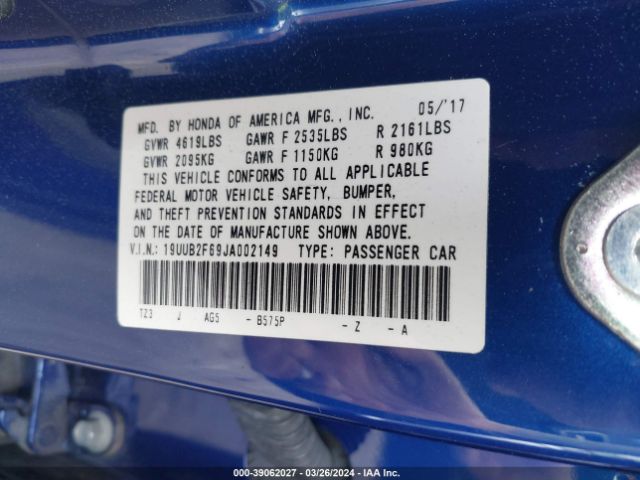 MFD. BY HONDA OF AMERICA MFG., INC. 05/'17
GVWR 4619LBS GAWR F 2535LBS R 2161LBS
GVWR 2095KG GAWR F 1150KG R 980KG
THIS VEHICLE CONFORMS TO ALL APPLICABLE
FEDERAL MOTOR VEHICLE SAFETY, BUMPER,
AND THEFT PREVENTION STANDARDS IN EFFECT
ON THE DATE OF MANUFACTURE SHOWN ABOVE.
V.I.N.: 19UUB2F69JA002149 TYPE: PASSENGER CAR
TZ3 J AG5 - B575P - Z - A
000-39062027 / 03/26/2024 / IAA Inc.